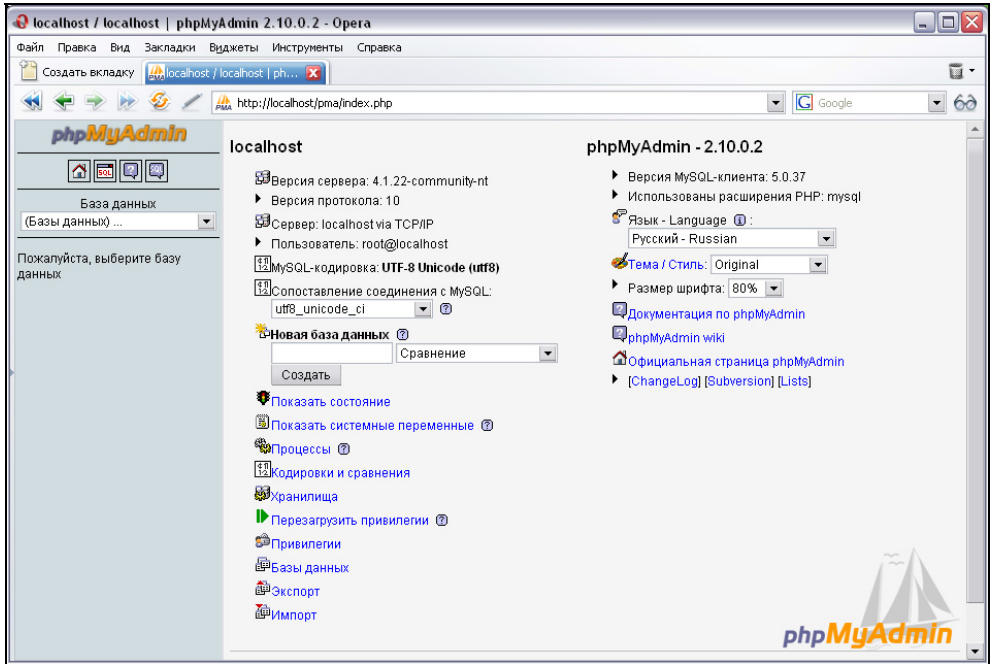 localhost / localhost | phpMyAdmin 2.10.0.2 - Opera
Файл Правка Вид Закладки Виджеты Инструменты Справка
Создать вкладку localhost / localhost | ph...
http://localhost/pma/index.php Google
phpMyAdmin
SQL
База данных
(Базы данных) ...
Пожалуйста, выберите базу
данных
localhost
Версия сервера: 4.1.22-community-nt
Версия протокола: 10
Сервер: localhost via TCP/IP
Пользователь: root@localhost
MySQL-кодировка: UTF-8 Unicode (utf8)
Сопоставление соединения с MySQL:
utf8_unicode_ci
Новая база данных
Сравнение
Создать
Показать состояние
Показать системные переменные
Процессы
Кодировки и сравнения
Хранилища
Перезагрузить привилегии
Привилегии
Базы данных
Экспорт
Импорт
phpMyAdmin - 2.10.0.2
Версия MySQL-клиента: 5.0.37
Использованы расширения PHP: mysql
Язык - Language :
Русский - Russian
Тема / Стиль: Original
Размер шрифта: 80%
Документация по phpMyAdmin
phpMyAdmin wiki
Официальная страница phpMyAdmin
[ChangeLog] [Subversion] [Lists]
phpMyAdmin